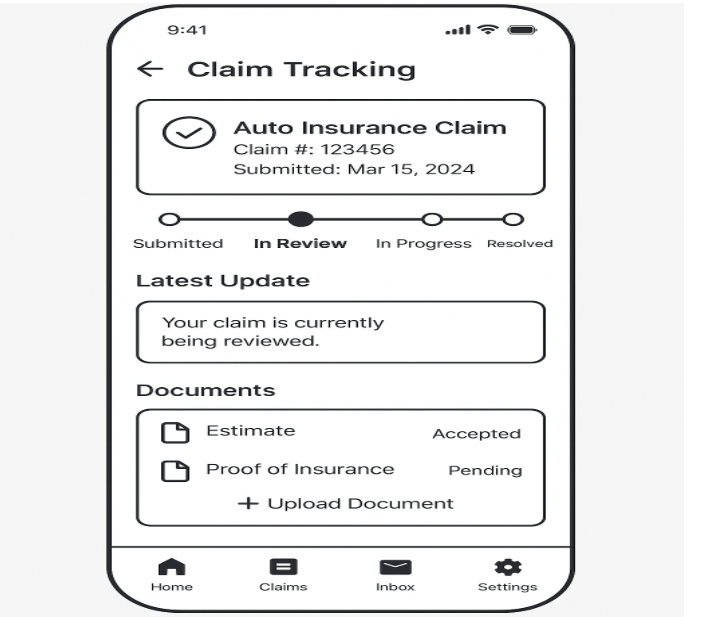 9:41
Claim Tracking
Auto Insurance Claim
Claim #: 123456
Submitted: Mar 15, 2024
Submitted In Review In Progress Resolved
Latest Update
Your claim is currently
being reviewed.
Documents
Estimate Accepted
Proof of Insurance Pending
+ Upload Document
Home Claims Inbox Settings